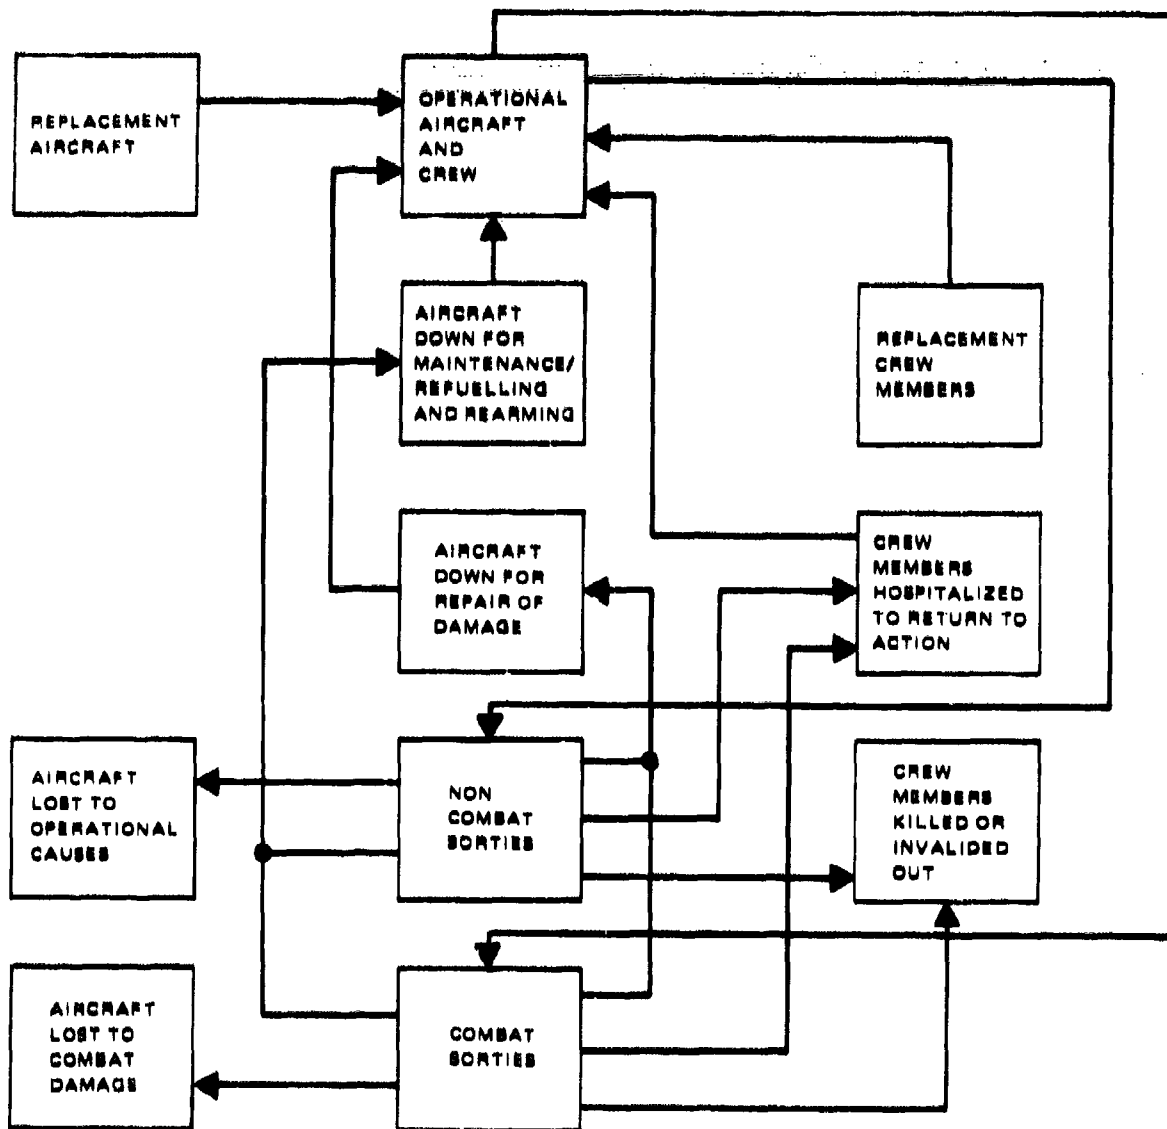 REPLACEMENT
AIRCRAFT
OPERATIONAL
AIRCRAFT
AND
CREW
AIRCRAFT
DOWN FOR
MAINTENANCE/
REFUELLING
AND REARMING
REPLACEMENT
CREW
MEMBERS
AIRCRAFT
DOWN FOR
REPAIR OF
DAMAGE
CREW
MEMBERS
HOSPITALIZED
TO RETURN TO
ACTION
AIRCRAFT
LOST TO
OPERATIONAL
CAUSES
NON
COMBAT
SORTIES
CREW
MEMBERS
KILLED OR
INVALIDED
OUT
AIRCRAFT
LOST TO
COMBAT
DAMAGE
COMBAT
SORTIES